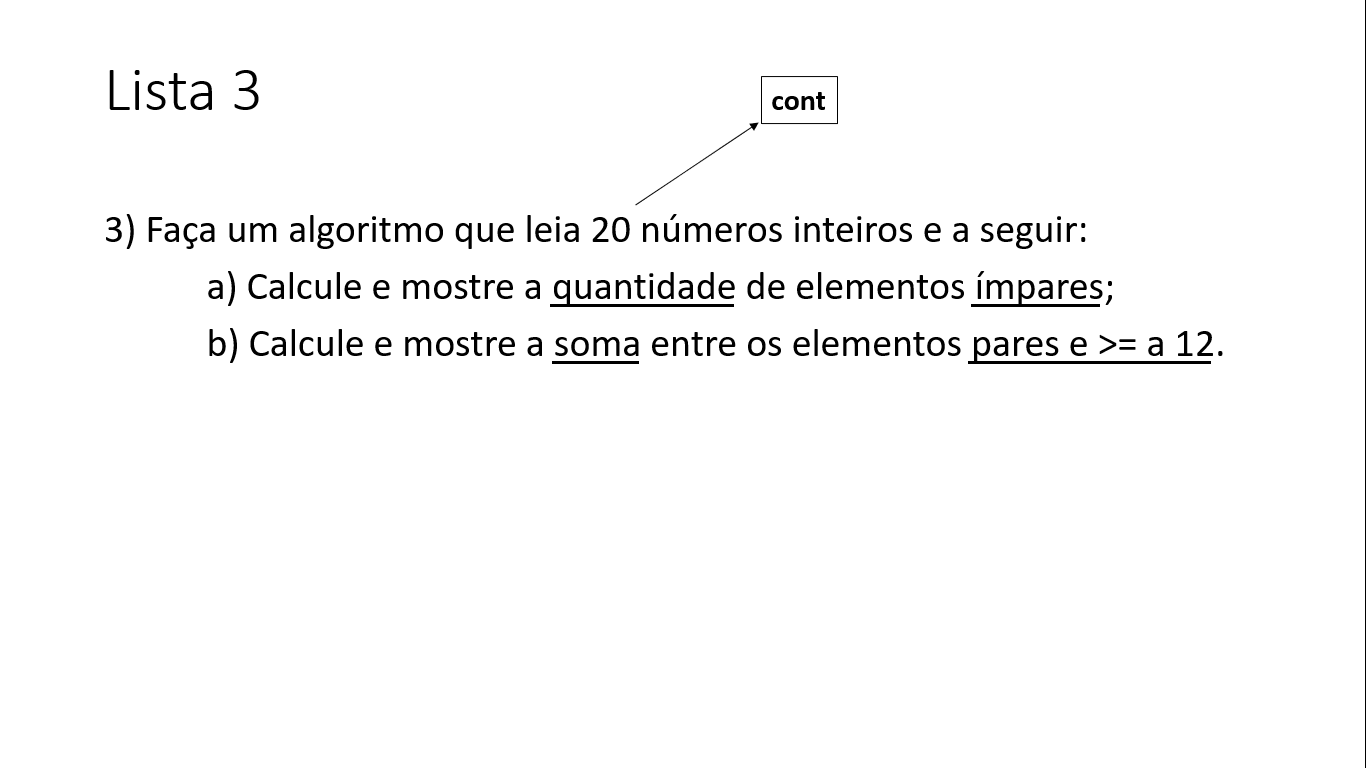 Lista 3
cont
3) Faça um algoritmo que leia 20 números inteiros e a seguir:
a) Calcule e mostre a quantidade de elementos ímpares;
b) Calcule e mostre a soma entre os elementos pares e >= a 12.